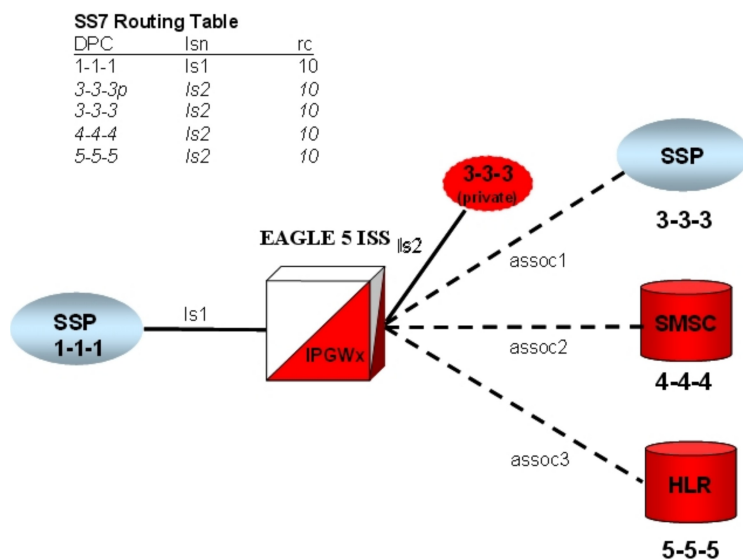 SS7 Routing Table
DPC lsn rc
1-1-1 ls1 10
3-3-3p ls2 10
3-3-3 ls2 10
4-4-4 ls2 10
5-5-5 ls2 10
3-3-3
(private)
SSP
3-3-3
EAGLE 5 ISS
ls2
assoc1
SSP
1-1-1
ls1
IPGWx
assoc2
SMSC
4-4-4
assoc3
HLR
5-5-5